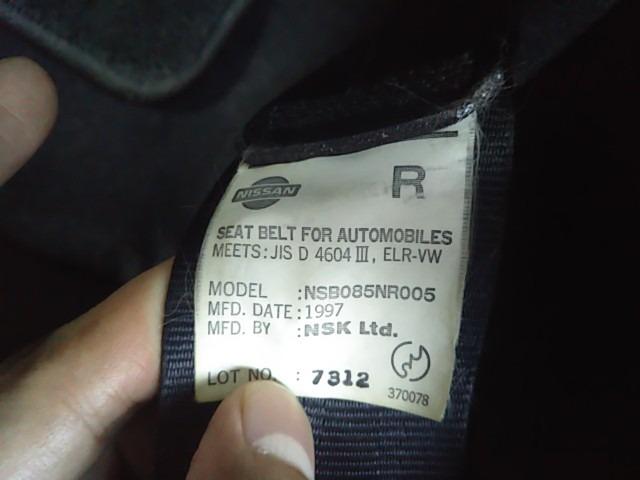 NISSAN
R
SEAT BELT FOR AUTOMOBILES
MEETS: JIS D 4604 III, ELR-VW
MODEL : NSB085NR005
MFD. DATE : 1997
MFD. BY : NSK Ltd.
LOT NO. : 7312
370078